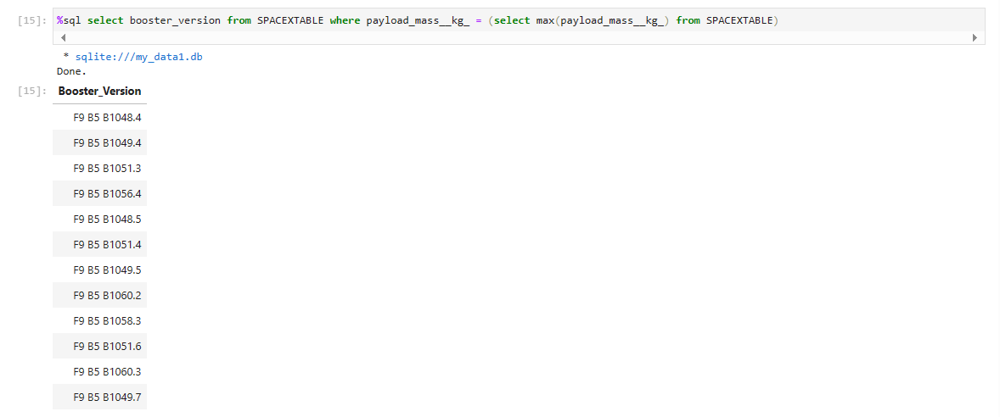 [15]: %sql select booster_version from SPACEXTABLE where payload_mass__kg_ = (select max(payload_mass__kg_) from SPACEXTABLE)
* sqlite:///my_data1.db
Done.
[15]: Booster_Version
F9 B5 B1048.4
F9 B5 B1049.4
F9 B5 B1051.3
F9 B5 B1056.4
F9 B5 B1048.5
F9 B5 B1051.4
F9 B5 B1049.5
F9 B5 B1060.2
F9 B5 B1058.3
F9 B5 B1051.6
F9 B5 B1060.3
F9 B5 B1049.7